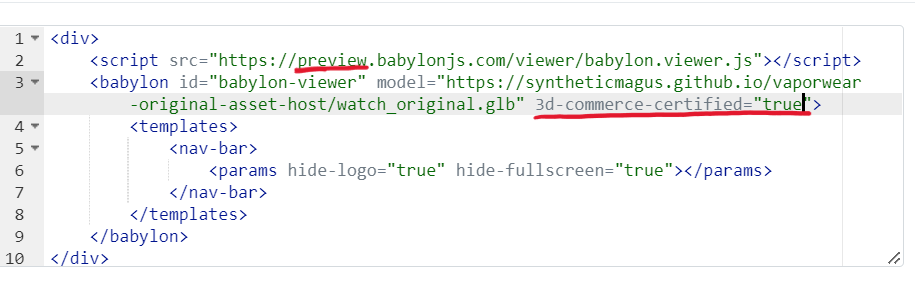 1 <div>
2 <script src="https://preview.babylonjs.com/viewer/babylon.viewer.js"></script>
3 <babylon id="babylon-viewer" model="https://syntheticmagus.github.io/vaporwear
-original-asset-host/watch_original.glb" 3d-commerce-certified="true">
4 <templates>
5 <nav-bar>
6 <params hide-logo="true" hide-fullscreen="true"></params>
7 </nav-bar>
8 </templates>
9 </babylon>
10 </div>